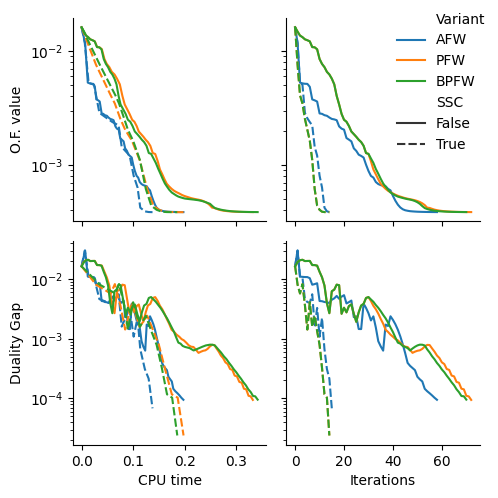 Variant
AFW
PFW
BPFW
SSC
False
True
O.F. value
10⁻²
10⁻³
Duality Gap
10⁻²
10⁻³
10⁻⁴
0.0 0.1 0.2 0.3
0 20 40 60
CPU time
Iterations